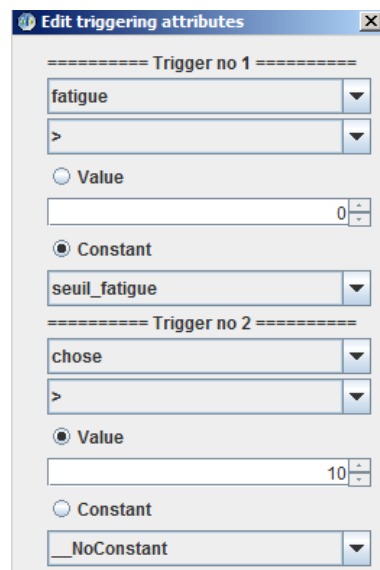 Edit triggering attributes
========== Trigger no 1 ==========
fatigue
>
Value
0
Constant
seuil_fatigue
========== Trigger no 2 ==========
chose
>
Value
10
Constant
__NoConstant